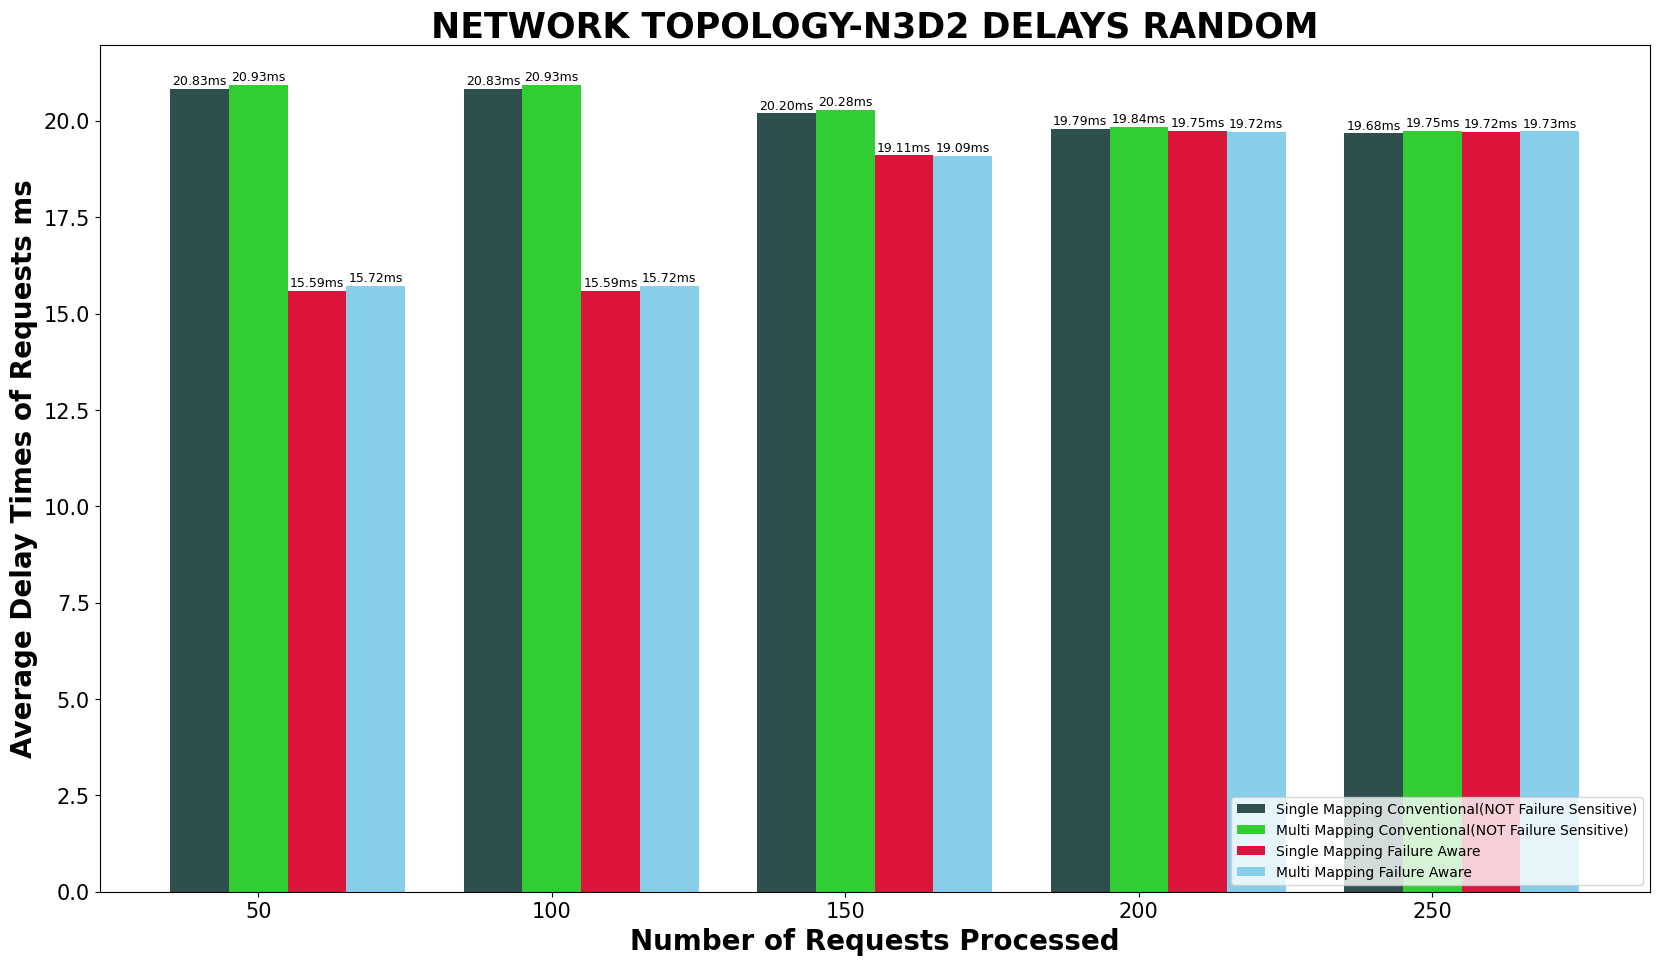 NETWORK TOPOLOGY-N3D2 DELAYS RANDOM
Average Delay Times of Requests ms
20.0
17.5
15.0
12.5
10.0
7.5
5.0
2.5
0.0
20.83ms 20.93ms 15.59ms 15.72ms
20.83ms 20.93ms 15.59ms 15.72ms
20.20ms 20.28ms 19.11ms 19.09ms
19.79ms 19.84ms 19.75ms 19.72ms
19.68ms 19.75ms 19.72ms 19.73ms
Single Mapping Conventional(NOT Failure Sensitive)
Multi Mapping Conventional(NOT Failure Sensitive)
Single Mapping Failure Aware
Multi Mapping Failure Aware
50 100 150 200 250
Number of Requests Processed